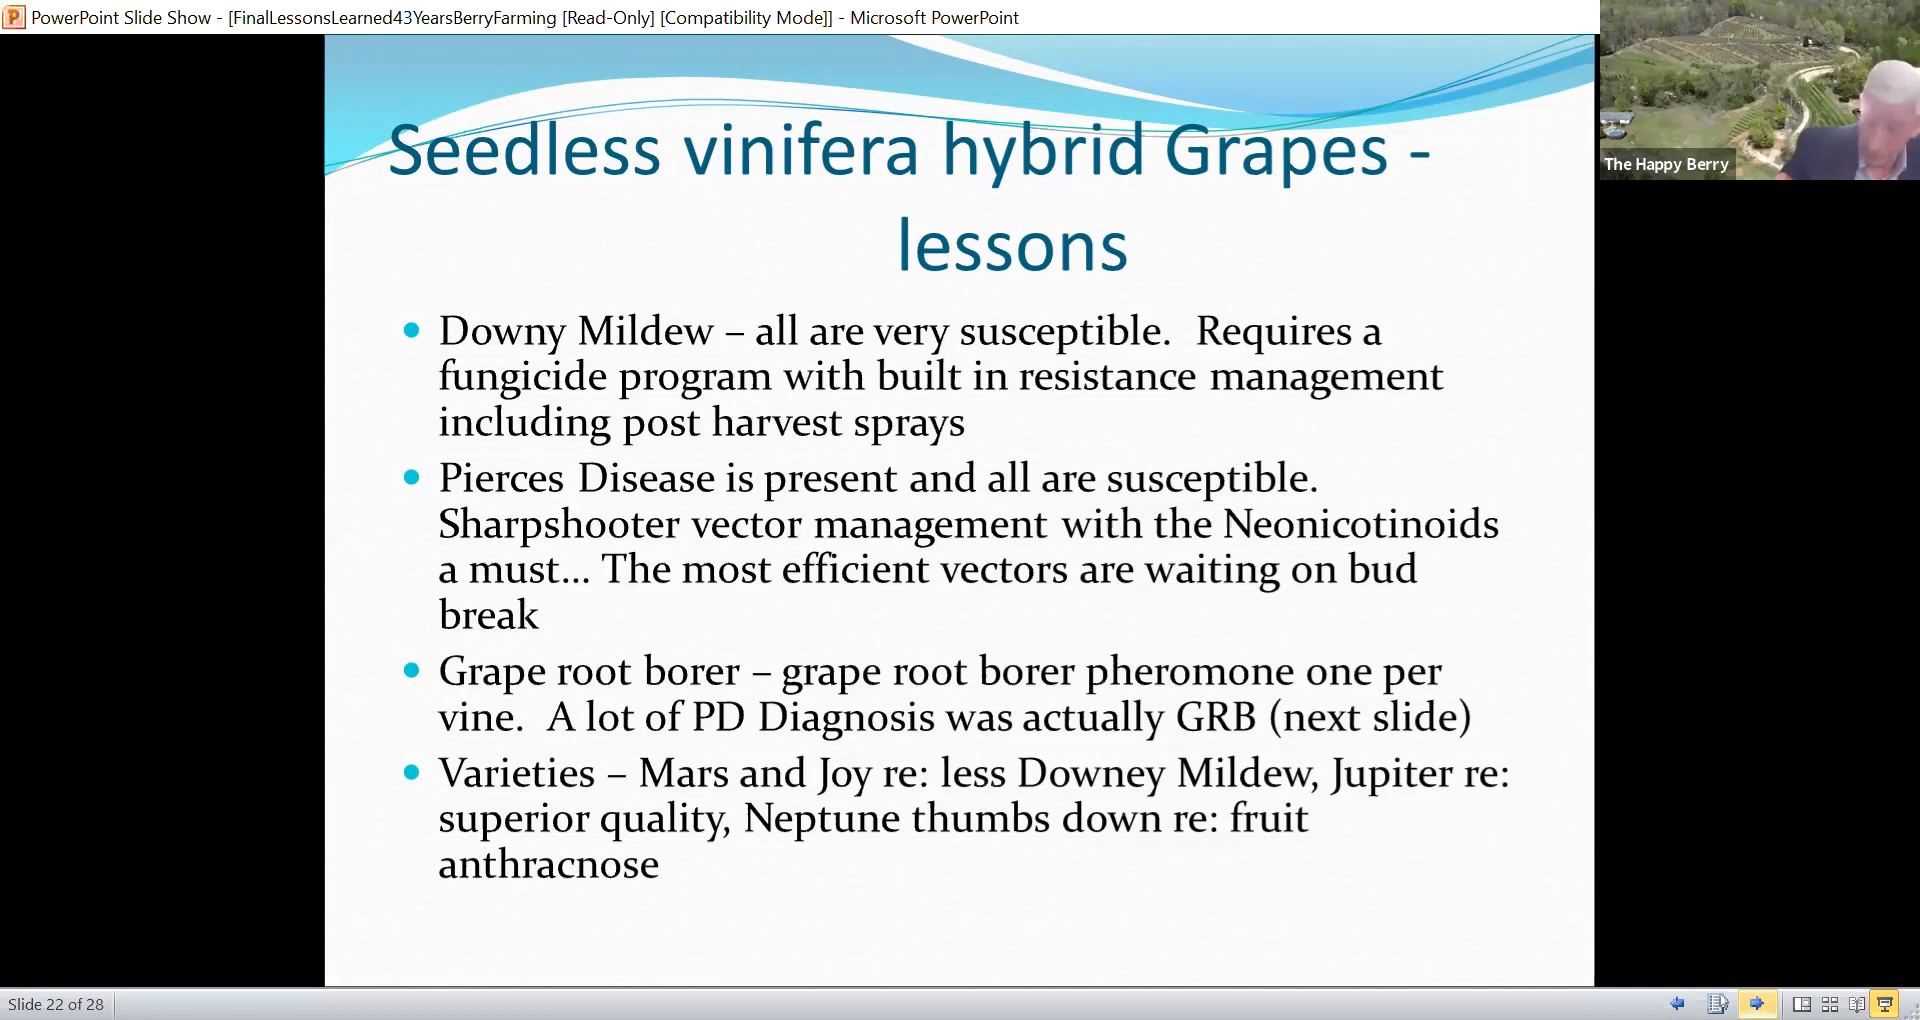 PowerPoint Slide Show - [FinalLessonsLearned43YearsBerryFarming [Read-Only] [Compatibility Mode]] - Microsoft PowerPoint
The Happy Berry
Seedless vinifera hybrid Grapes -
lessons
• Downy Mildew – all are very susceptible.  Requires a
fungicide program with built in resistance management
including post harvest sprays
• Pierces Disease is present and all are susceptible.
Sharpshooter vector management with the Neonicotinoids
a must... The most efficient vectors are waiting on bud
break
• Grape root borer – grape root borer pheromone one per
vine.  A lot of PD Diagnosis was actually GRB (next slide)
• Varieties – Mars and Joy re: less Downey Mildew, Jupiter re:
superior quality, Neptune thumbs down re: fruit
anthracnose
Slide 22 of 28